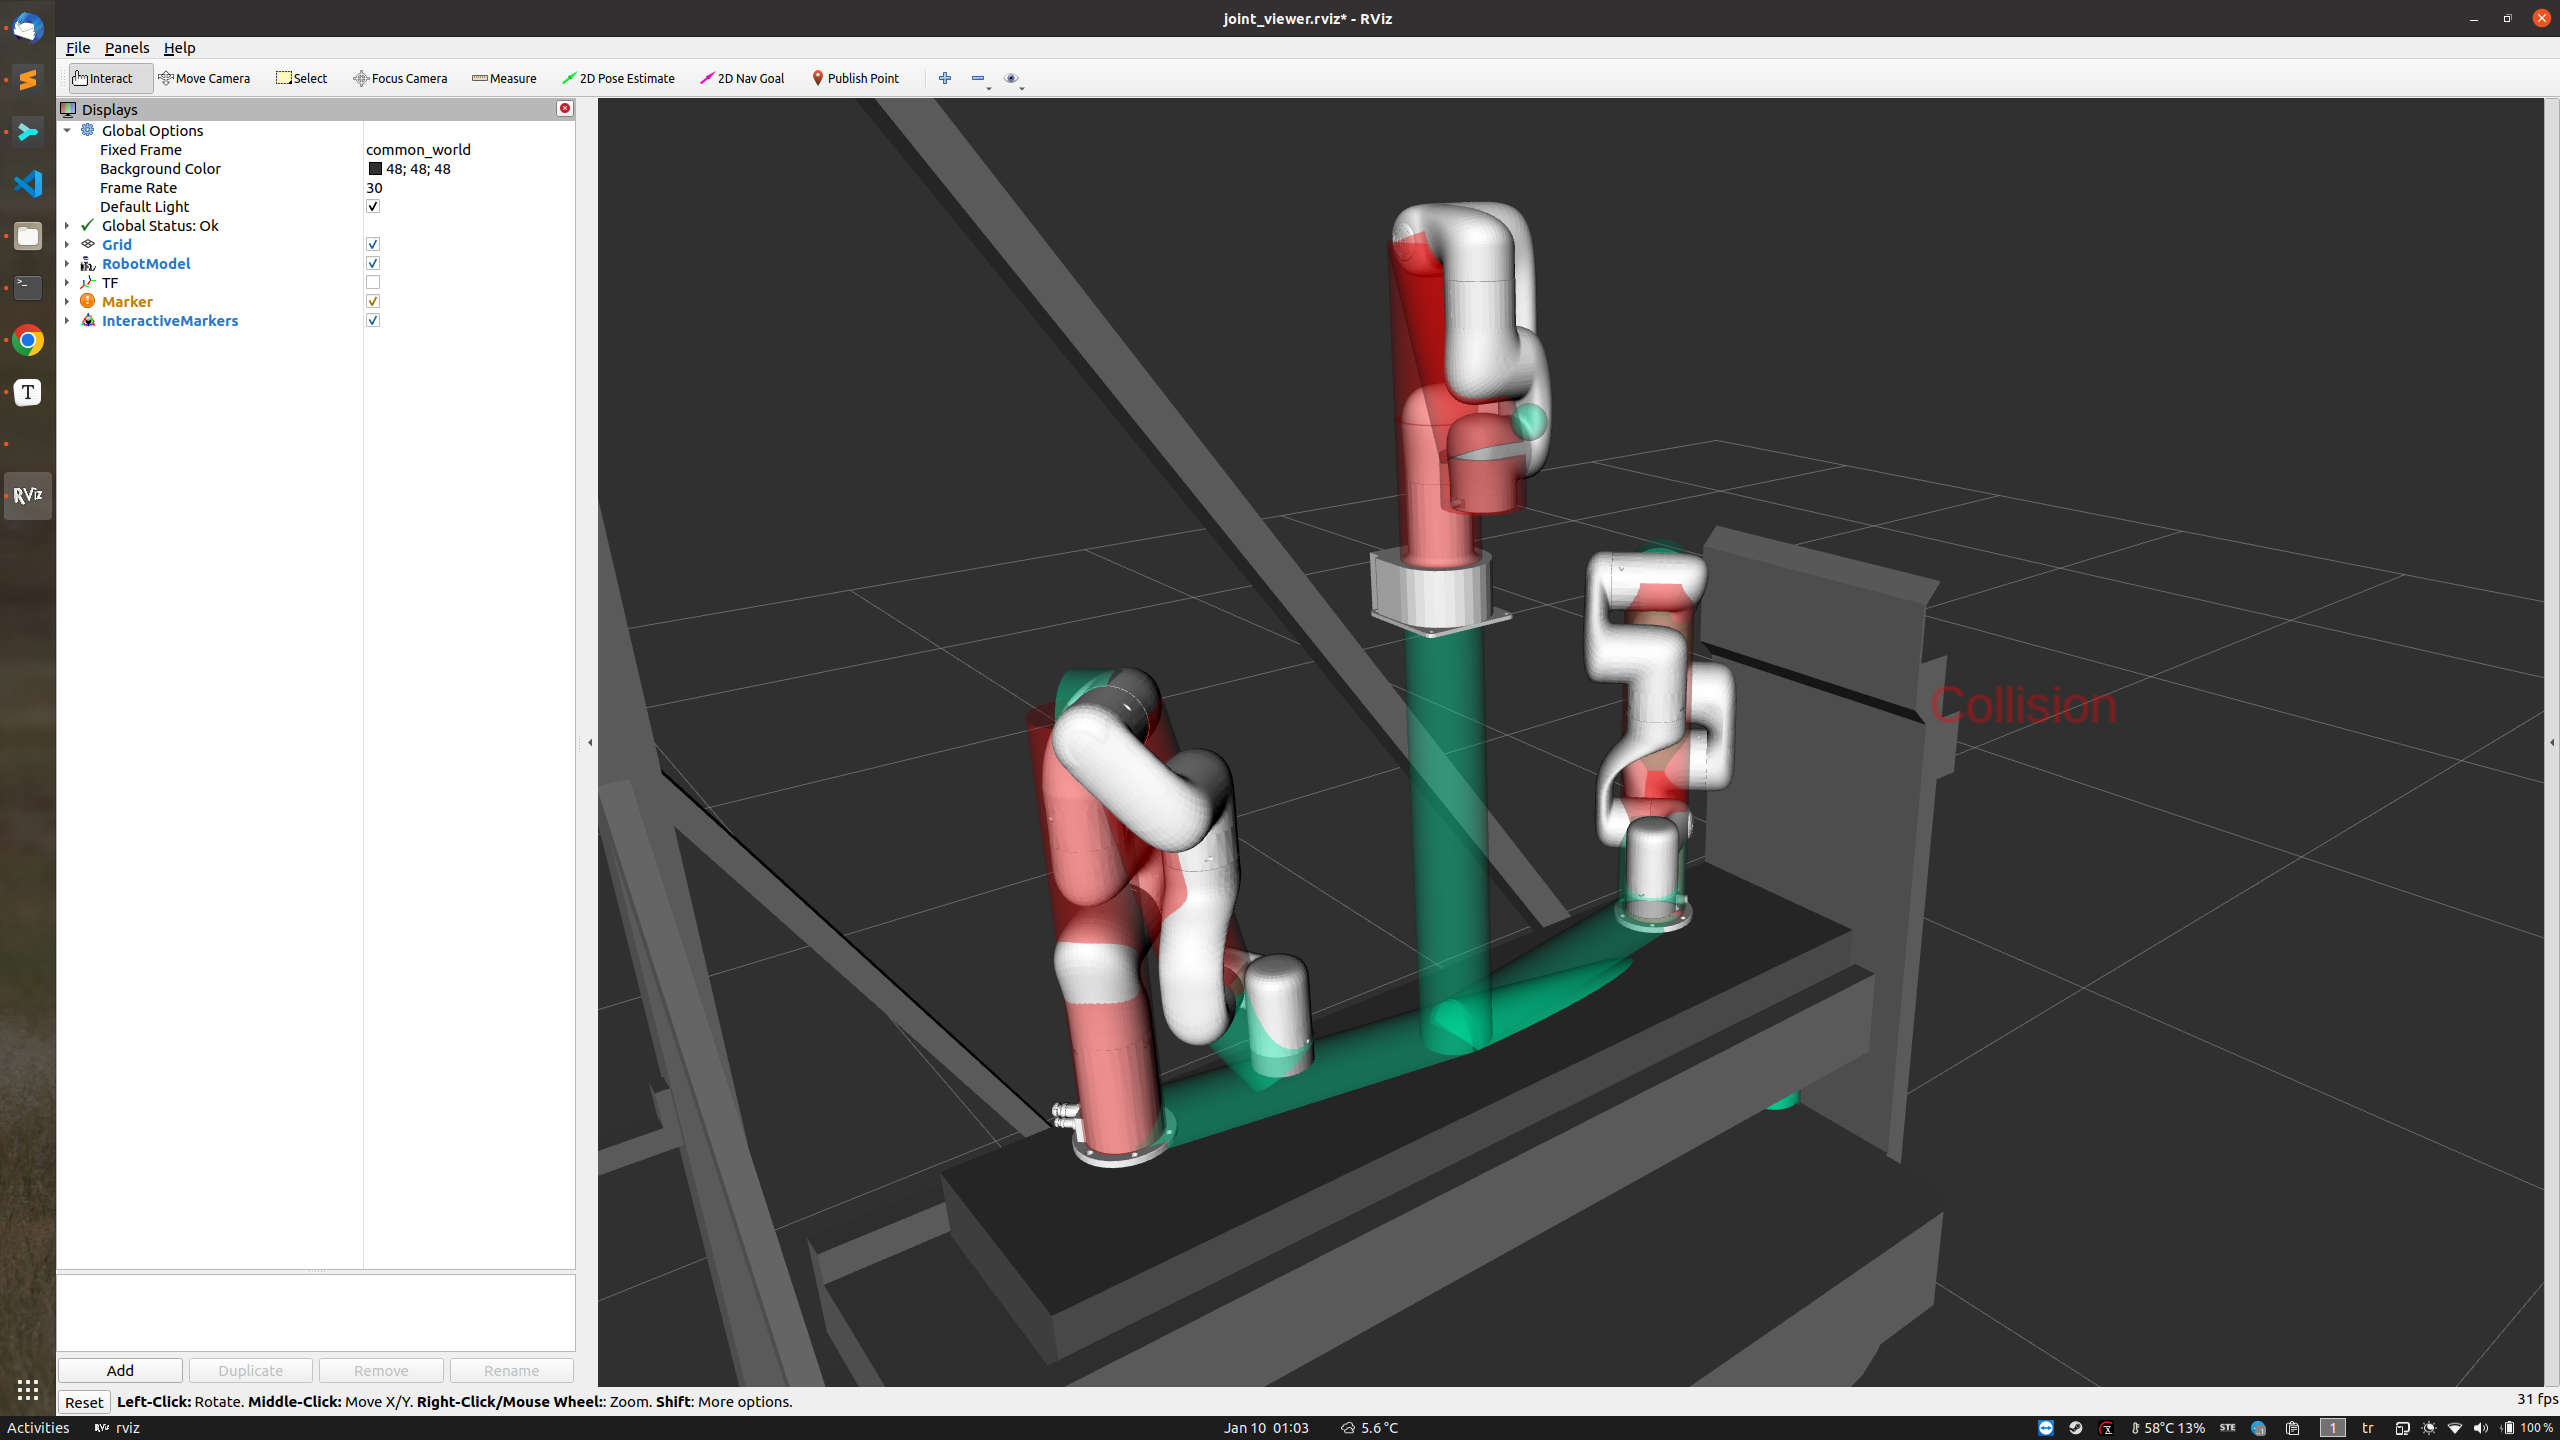 joint_viewer.rviz* - RViz
File Panels Help
Interact Move Camera Select Focus Camera Measure 2D Pose Estimate 2D Nav Goal Publish Point
Displays
Global Options
Fixed Frame common_world
Background Color 48; 48; 48
Frame Rate 30
Default Light
Global Status: Ok
Grid
RobotModel
TF
Marker
InteractiveMarkers
T
RViz
Collision
Add Duplicate Remove Rename
Reset Left-Click: Rotate. Middle-Click: Move X/Y. Right-Click/Mouse Wheel:: Zoom. Shift: More options. 31 fps
Activities RViz rviz Jan 10 01:03 5.6 °C 58°C 13% STE 1 tr 100 %